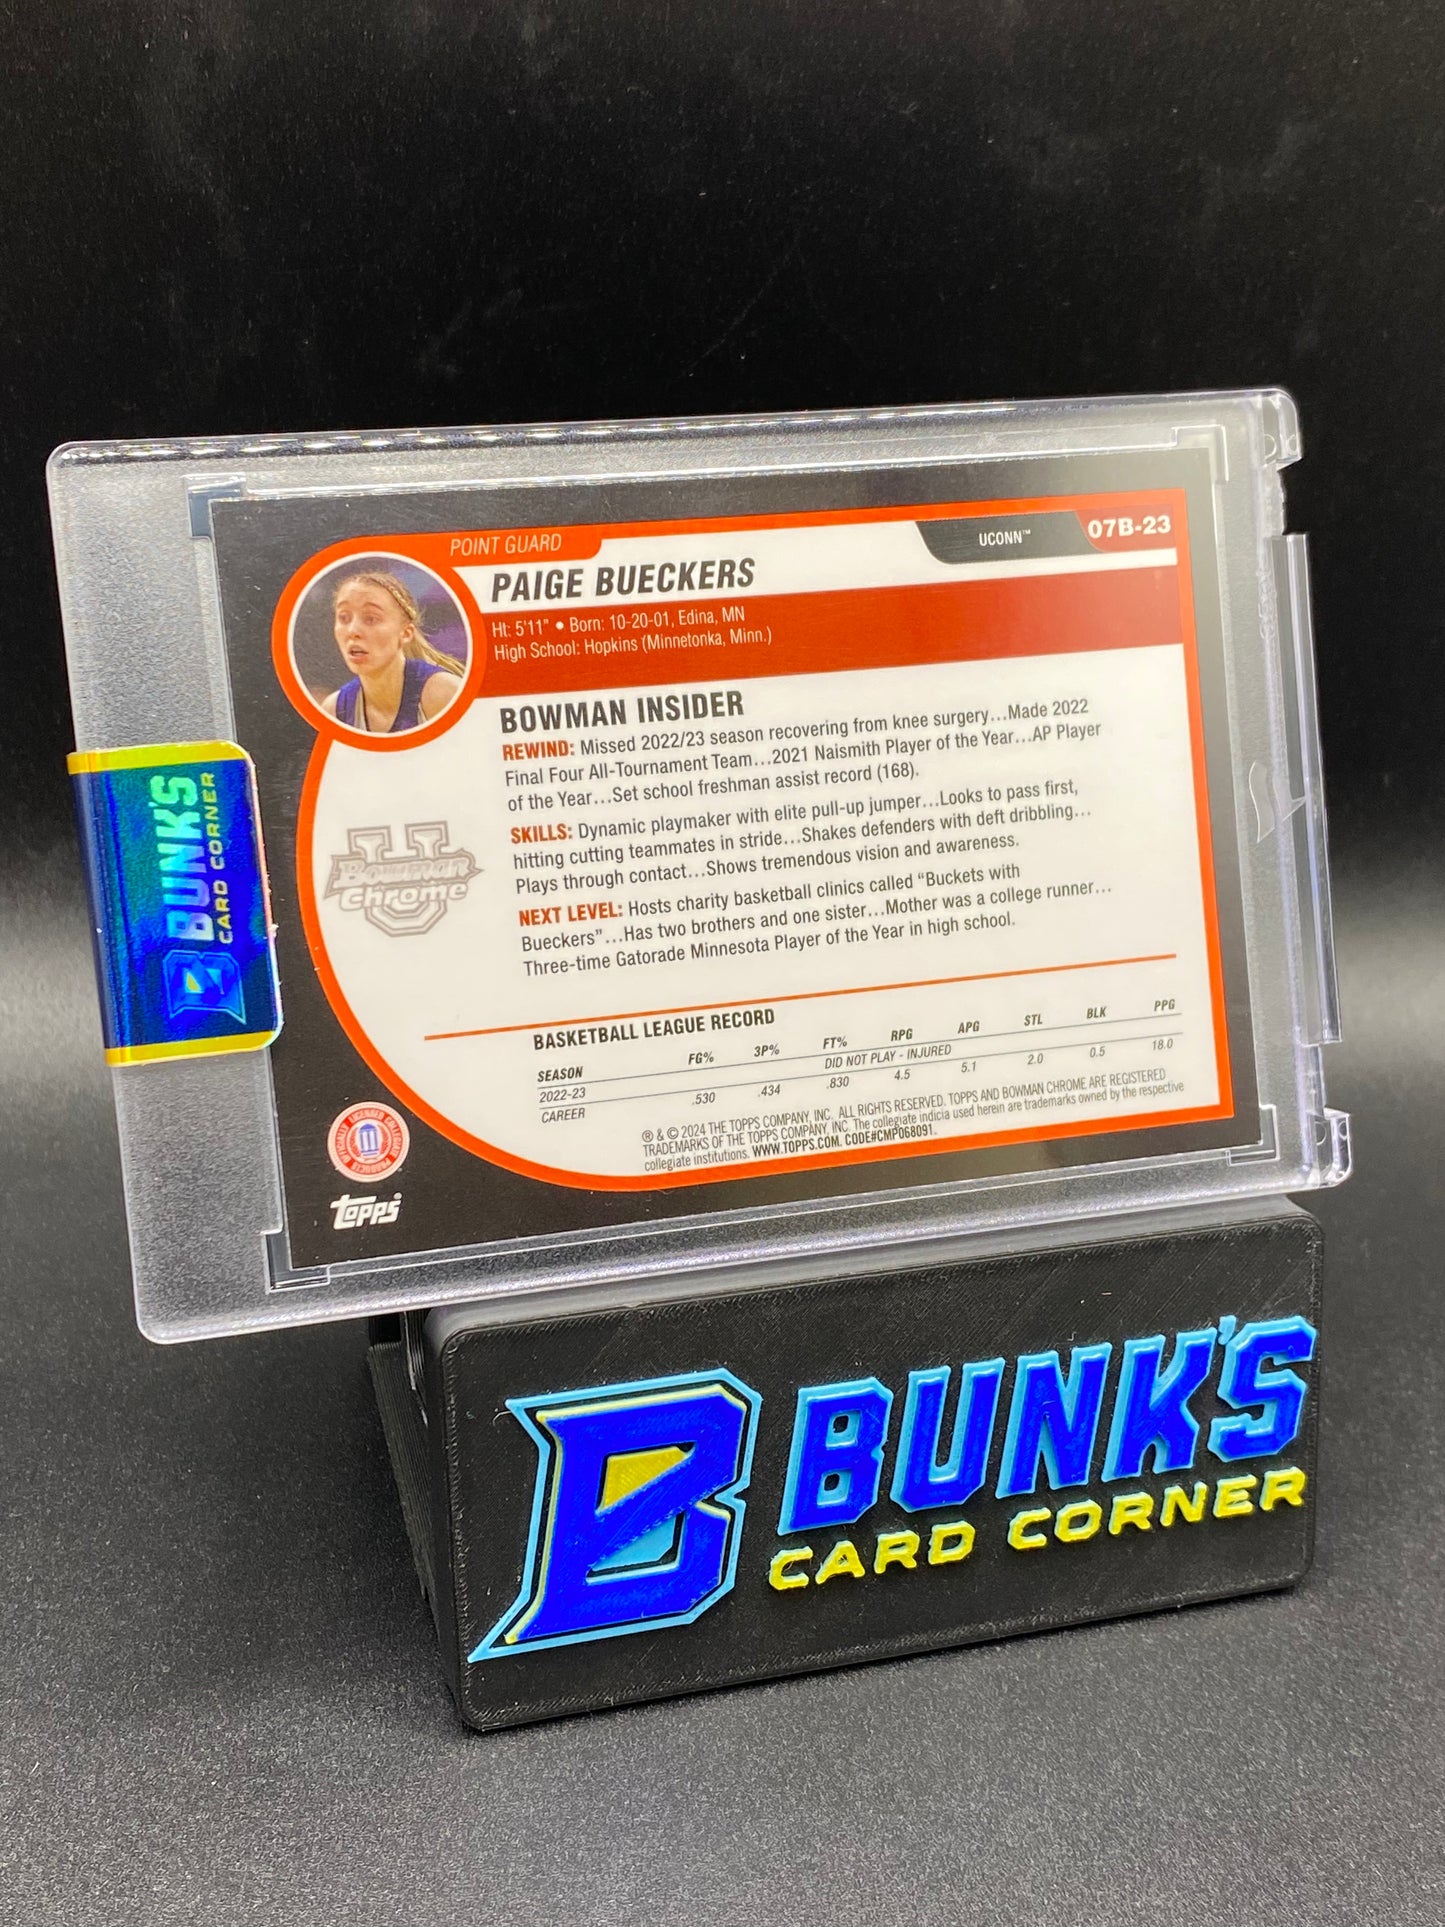 POINT GUARD
UCONN™
07B-23
PAIGE BUECKERS
Ht: 5'11" • Born: 10-20-01, Edina, MN
High School: Hopkins (Minnetonka, Minn.)
BOWMAN INSIDER
REWIND: Missed 2022/23 season recovering from knee surgery...Made 2022
Final Four All-Tournament Team...2021 Naismith Player of the Year...AP Player
of the Year...Set school freshman assist record (168).
SKILLS: Dynamic playmaker with elite pull-up jumper...Looks to pass first,
hitting cutting teammates in stride...Shakes defenders with deft dribbling...
Plays through contact...Shows tremendous vision and awareness.
NEXT LEVEL: Hosts charity basketball clinics called "Buckets with
Bueckers"...Has two brothers and one sister...Mother was a college runner...
Three-time Gatorade Minnesota Player of the Year in high school.
U
Bowman
Chrome
BASKETBALL LEAGUE RECORD
SEASON FG% 3P% FT% RPG APG STL BLK PPG
2022-23 DID NOT PLAY - INJURED
CAREER .530 .434 .830 4.5 5.1 2.0 0.5 18.0
® & © 2024 THE TOPPS COMPANY, INC. ALL RIGHTS RESERVED. TOPPS AND BOWMAN CHROME ARE REGISTERED
TRADEMARKS OF THE TOPPS COMPANY, INC. The collegiate indicia used herein are trademarks owned by the respective
collegiate institutions. WWW.TOPPS.COM. CODE#CMP068091.
OFFICIALLY LICENSED COLLEGIATE PRODUCTS
topps
BUNK'S
CARD CORNER
B
BUNK'S
CARD CORNER